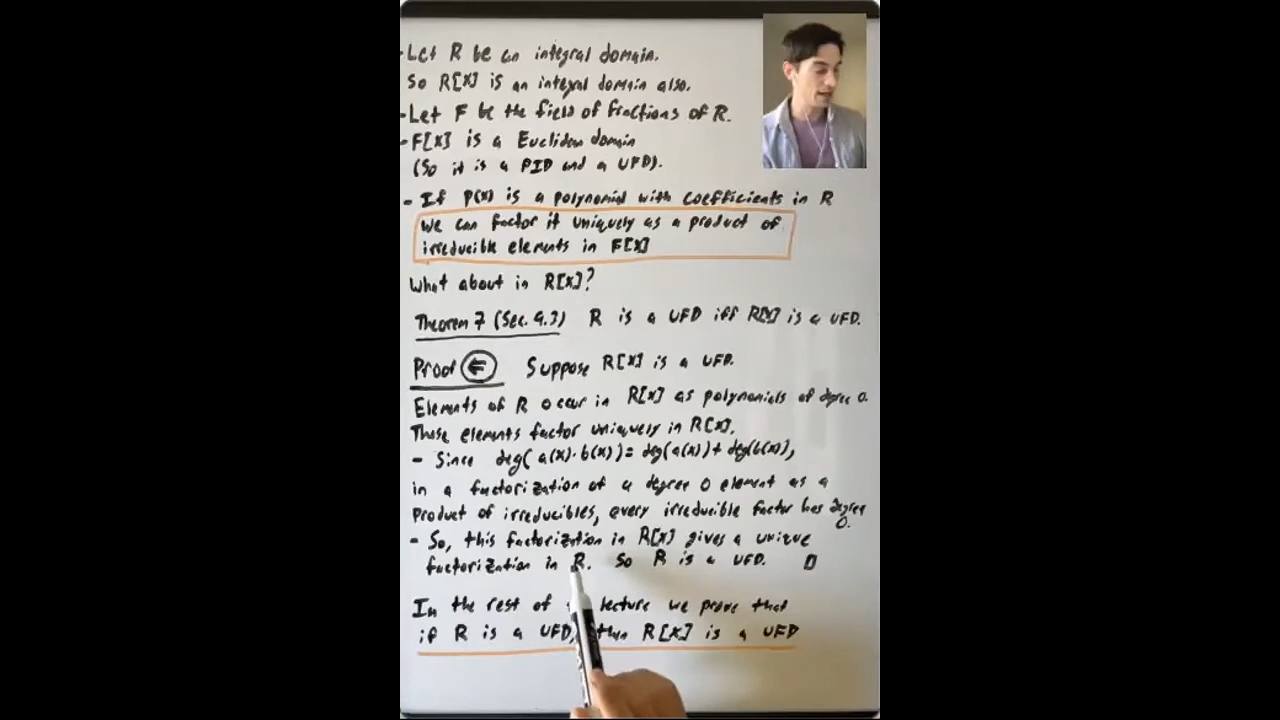 - Let R be an integral domain.
So R[x] is an integral domain also.
- Let F be the field of fractions of R.
- F[x] is a Euclidean domain
(So it is a PID and a UFD).
- If p(x) is a polynomial with coefficients in R
we can factor it uniquely as a product of
irreducible elements in F[x]
What about in R[x]?
Theorem 7 (Sec. 9.3) R is a UFD iff R[x] is a UFD.
Proof ⇐ Suppose R[x] is a UFD.
Elements of R occur in R[x] as polynomials of degree 0.
These elements factor uniquely in R[x].
- Since deg(a(x)·b(x)) = deg(a(x)) + deg(b(x)),
in a factorization of a degree 0 element as a
product of irreducibles, every irreducible factor has degree
0.
- So, this factorization in R[x] gives a unique
factorization in R. So R is a UFD. □
In the rest of lecture we prove that
if R is a UFD, then R[x] is a UFD